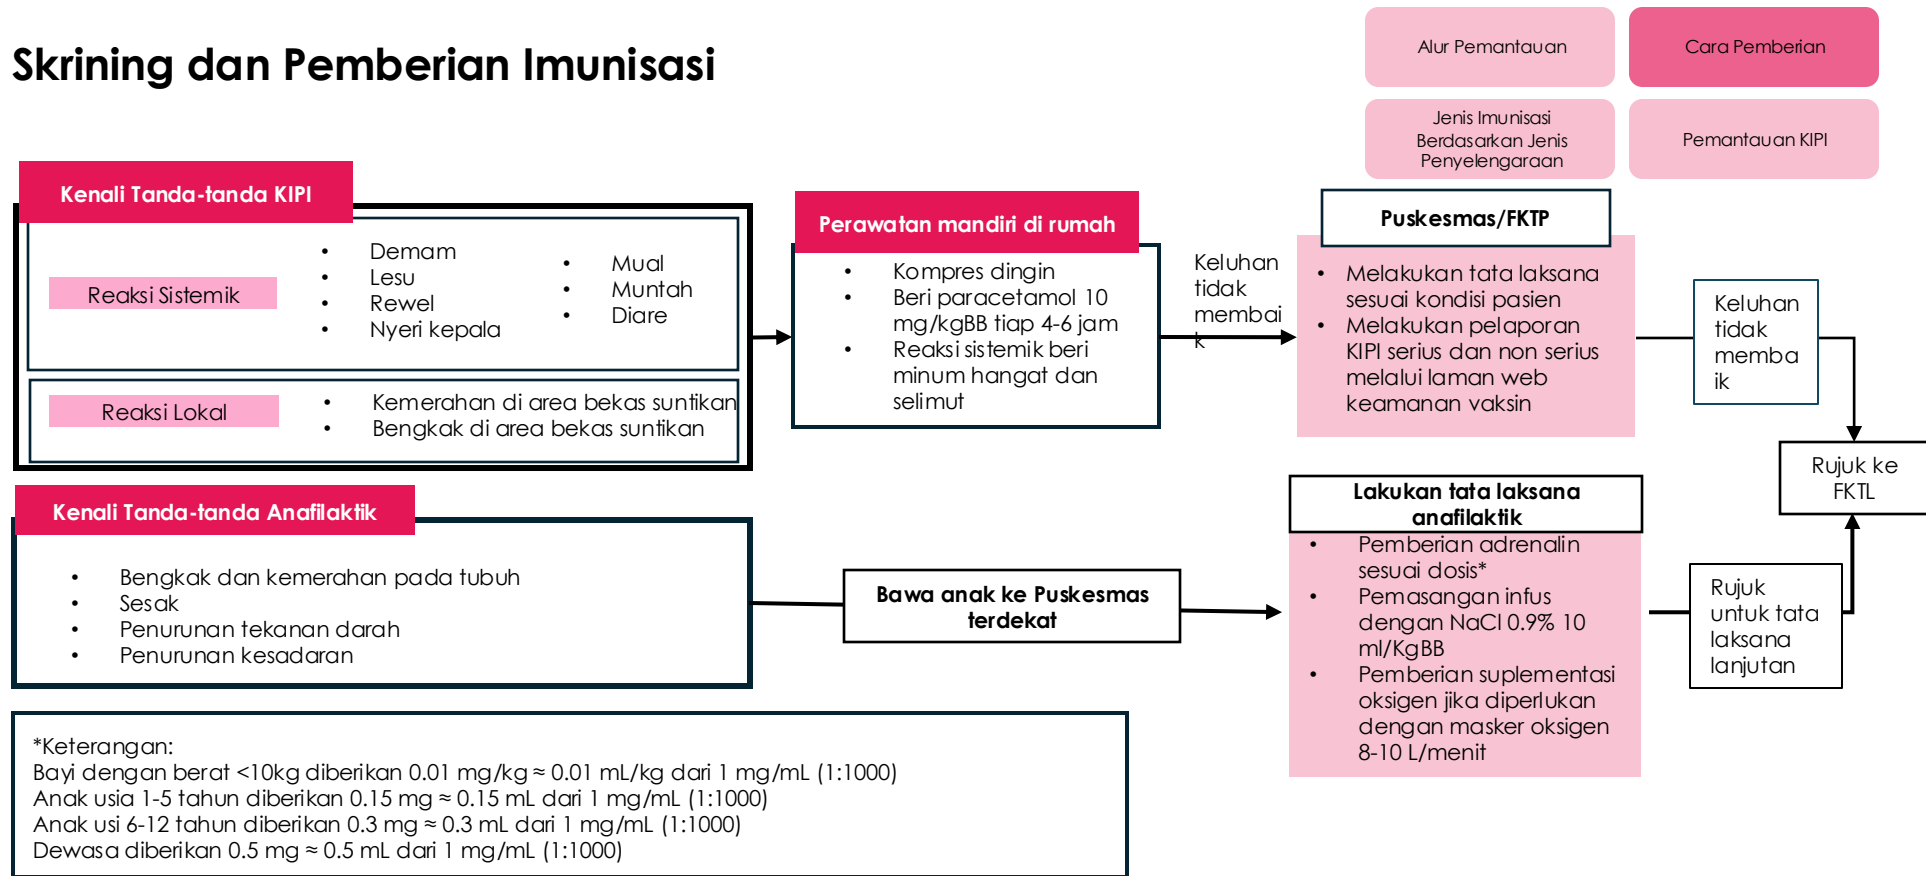 Skrining dan Pemberian Imunisasi
Alur Pemantauan
Cara Pemberian
Jenis Imunisasi
Berdasarkan Jenis
Penyelengaraan
Pemantauan KIPI
Kenali Tanda-tanda KIPI
Reaksi Sistemik
• Demam
• Lesu
• Rewel
• Nyeri kepala
• Mual
• Muntah
• Diare
Reaksi Lokal
• Kemerahan di area bekas suntikan
• Bengkak di area bekas suntikan
Perawatan mandiri di rumah
• Kompres dingin
• Beri paracetamol 10
mg/kgBB tiap 4-6 jam
• Reaksi sistemik beri
minum hangat dan
selimut
Keluhan
tidak
membai
k
Puskesmas/FKTP
• Melakukan tata laksana
sesuai kondisi pasien
• Melakukan pelaporan
KIPI serius dan non serius
melalui laman web
keamanan vaksin
Keluhan
tidak
memba
ik
Rujuk ke
FKTL
Kenali Tanda-tanda Anafilaktik
• Bengkak dan kemerahan pada tubuh
• Sesak
• Penurunan tekanan darah
• Penurunan kesadaran
Bawa anak ke Puskesmas
terdekat
Lakukan tata laksana
anafilaktik
• Pemberian adrenalin
sesuai dosis*
• Pemasangan infus
dengan NaCl 0.9% 10
ml/KgBB
• Pemberian suplementasi
oksigen jika diperlukan
dengan masker oksigen
8-10 L/menit
Rujuk
untuk tata
laksana
lanjutan
*Keterangan:
Bayi dengan berat <10kg diberikan 0.01 mg/kg ≈ 0.01 mL/kg dari 1 mg/mL (1:1000)
Anak usia 1-5 tahun diberikan 0.15 mg ≈ 0.15 mL dari 1 mg/mL (1:1000)
Anak usi 6-12 tahun diberikan 0.3 mg ≈ 0.3 mL dari 1 mg/mL (1:1000)
Dewasa diberikan 0.5 mg ≈ 0.5 mL dari 1 mg/mL (1:1000)